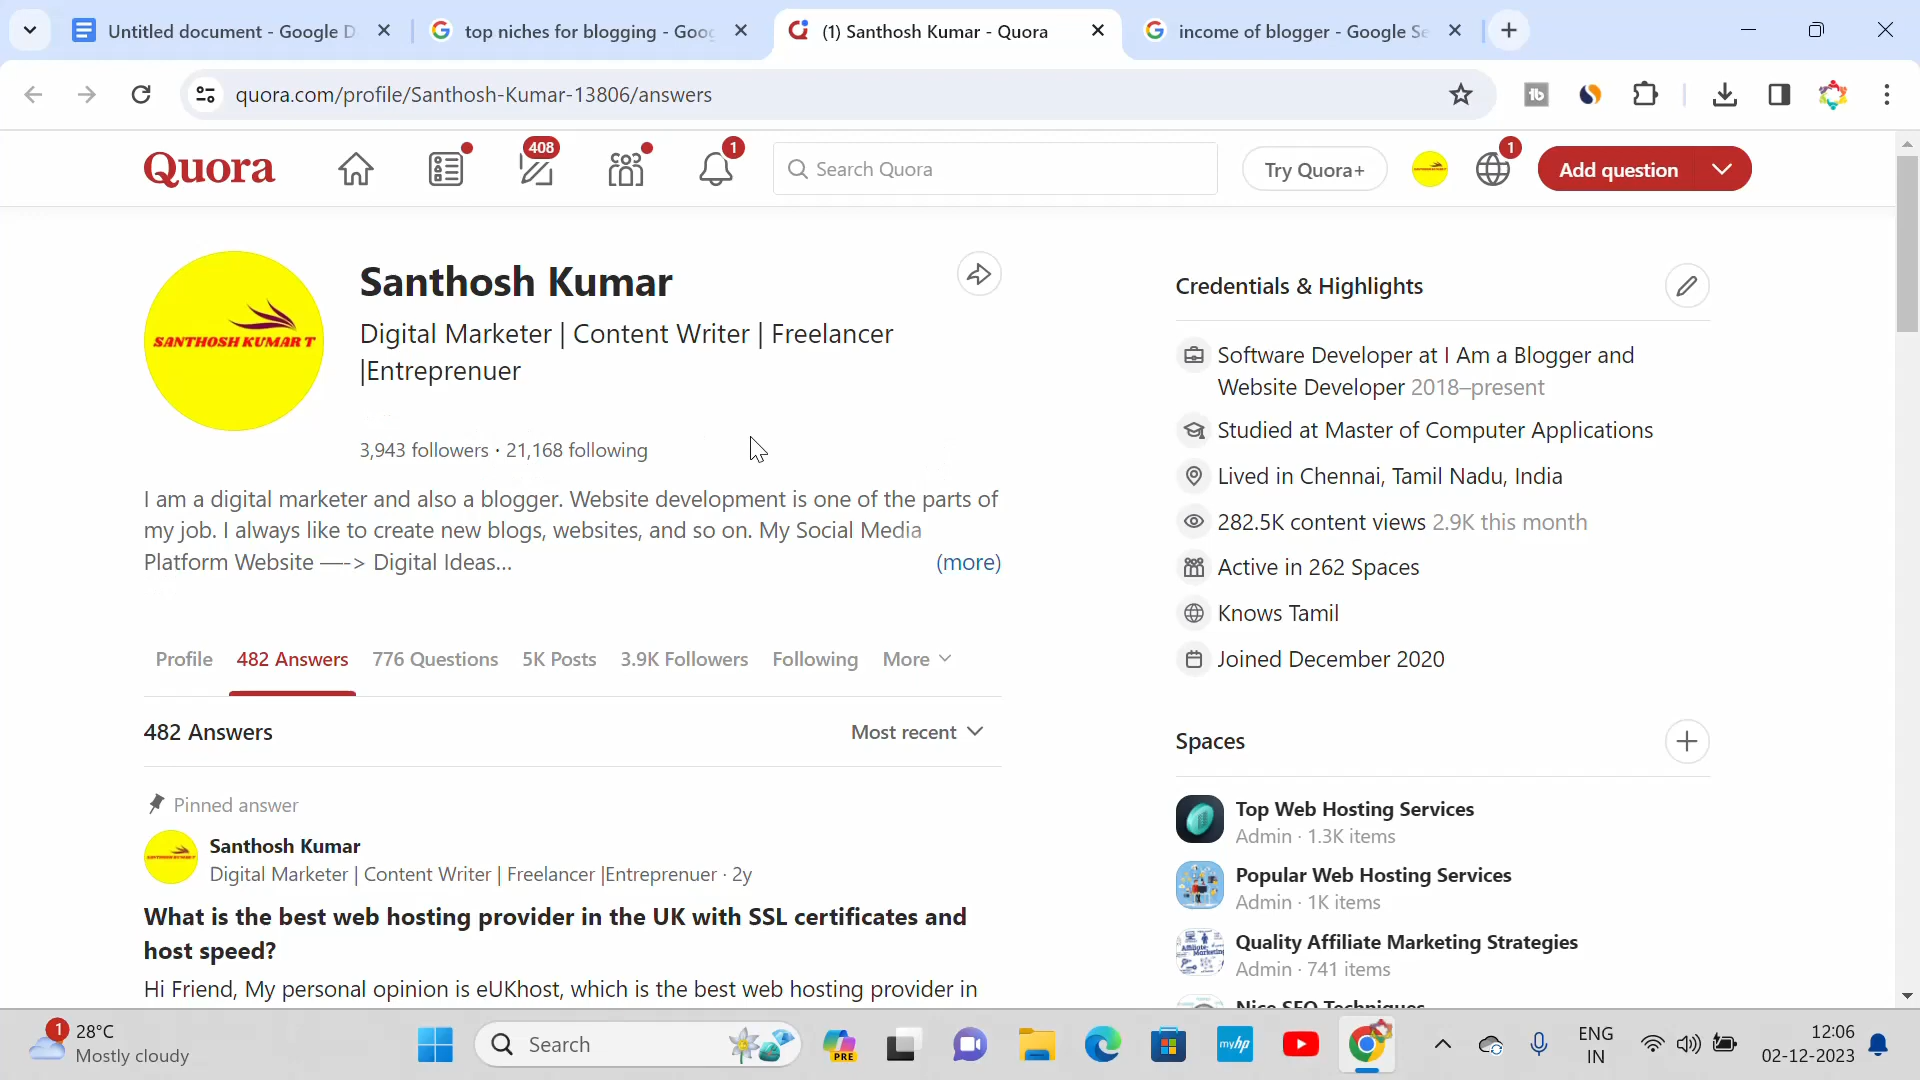 Untitled document - Google D
top niches for blogging - Goog
(1) Santhosh Kumar - Quora
income of blogger - Google Se
quora.com/profile/Santhosh-Kumar-13806/answers
tb
Quora
408
1
Search Quora
Try Quora+
1
Add question
SANTHOSH KUMAR T
Santhosh Kumar
Digital Marketer | Content Writer | Freelancer
|Entreprenuer
3,943 followers · 21,168 following
I am a digital marketer and also a blogger. Website development is one of the parts of
my job. I always like to create new blogs, websites, and so on. My Social Media
Platform Website —-> Digital Ideas...
(more)
Profile
482 Answers
776 Questions
5K Posts
3.9K Followers
Following
More
482 Answers
Most recent
Pinned answer
Santhosh Kumar
Digital Marketer | Content Writer | Freelancer |Entreprenuer · 2y
What is the best web hosting provider in the UK with SSL certificates and
host speed?
Hi Friend, My personal opinion is eUKhost, which is the best web hosting provider in
Credentials & Highlights
Software Developer at I Am a Blogger and
Website Developer 2018–present
Studied at Master of Computer Applications
Lived in Chennai, Tamil Nadu, India
282.5K content views 2.9K this month
Active in 262 Spaces
Knows Tamil
Joined December 2020
Spaces
Top Web Hosting Services
Admin · 1.3K items
Popular Web Hosting Services
Admin · 1K items
Quality Affiliate Marketing Strategies
Admin · 741 items
Nice SEO Techniques
1
28°C
Mostly cloudy
Search
PRE
myhp
ENG
IN
12:06
02-12-2023